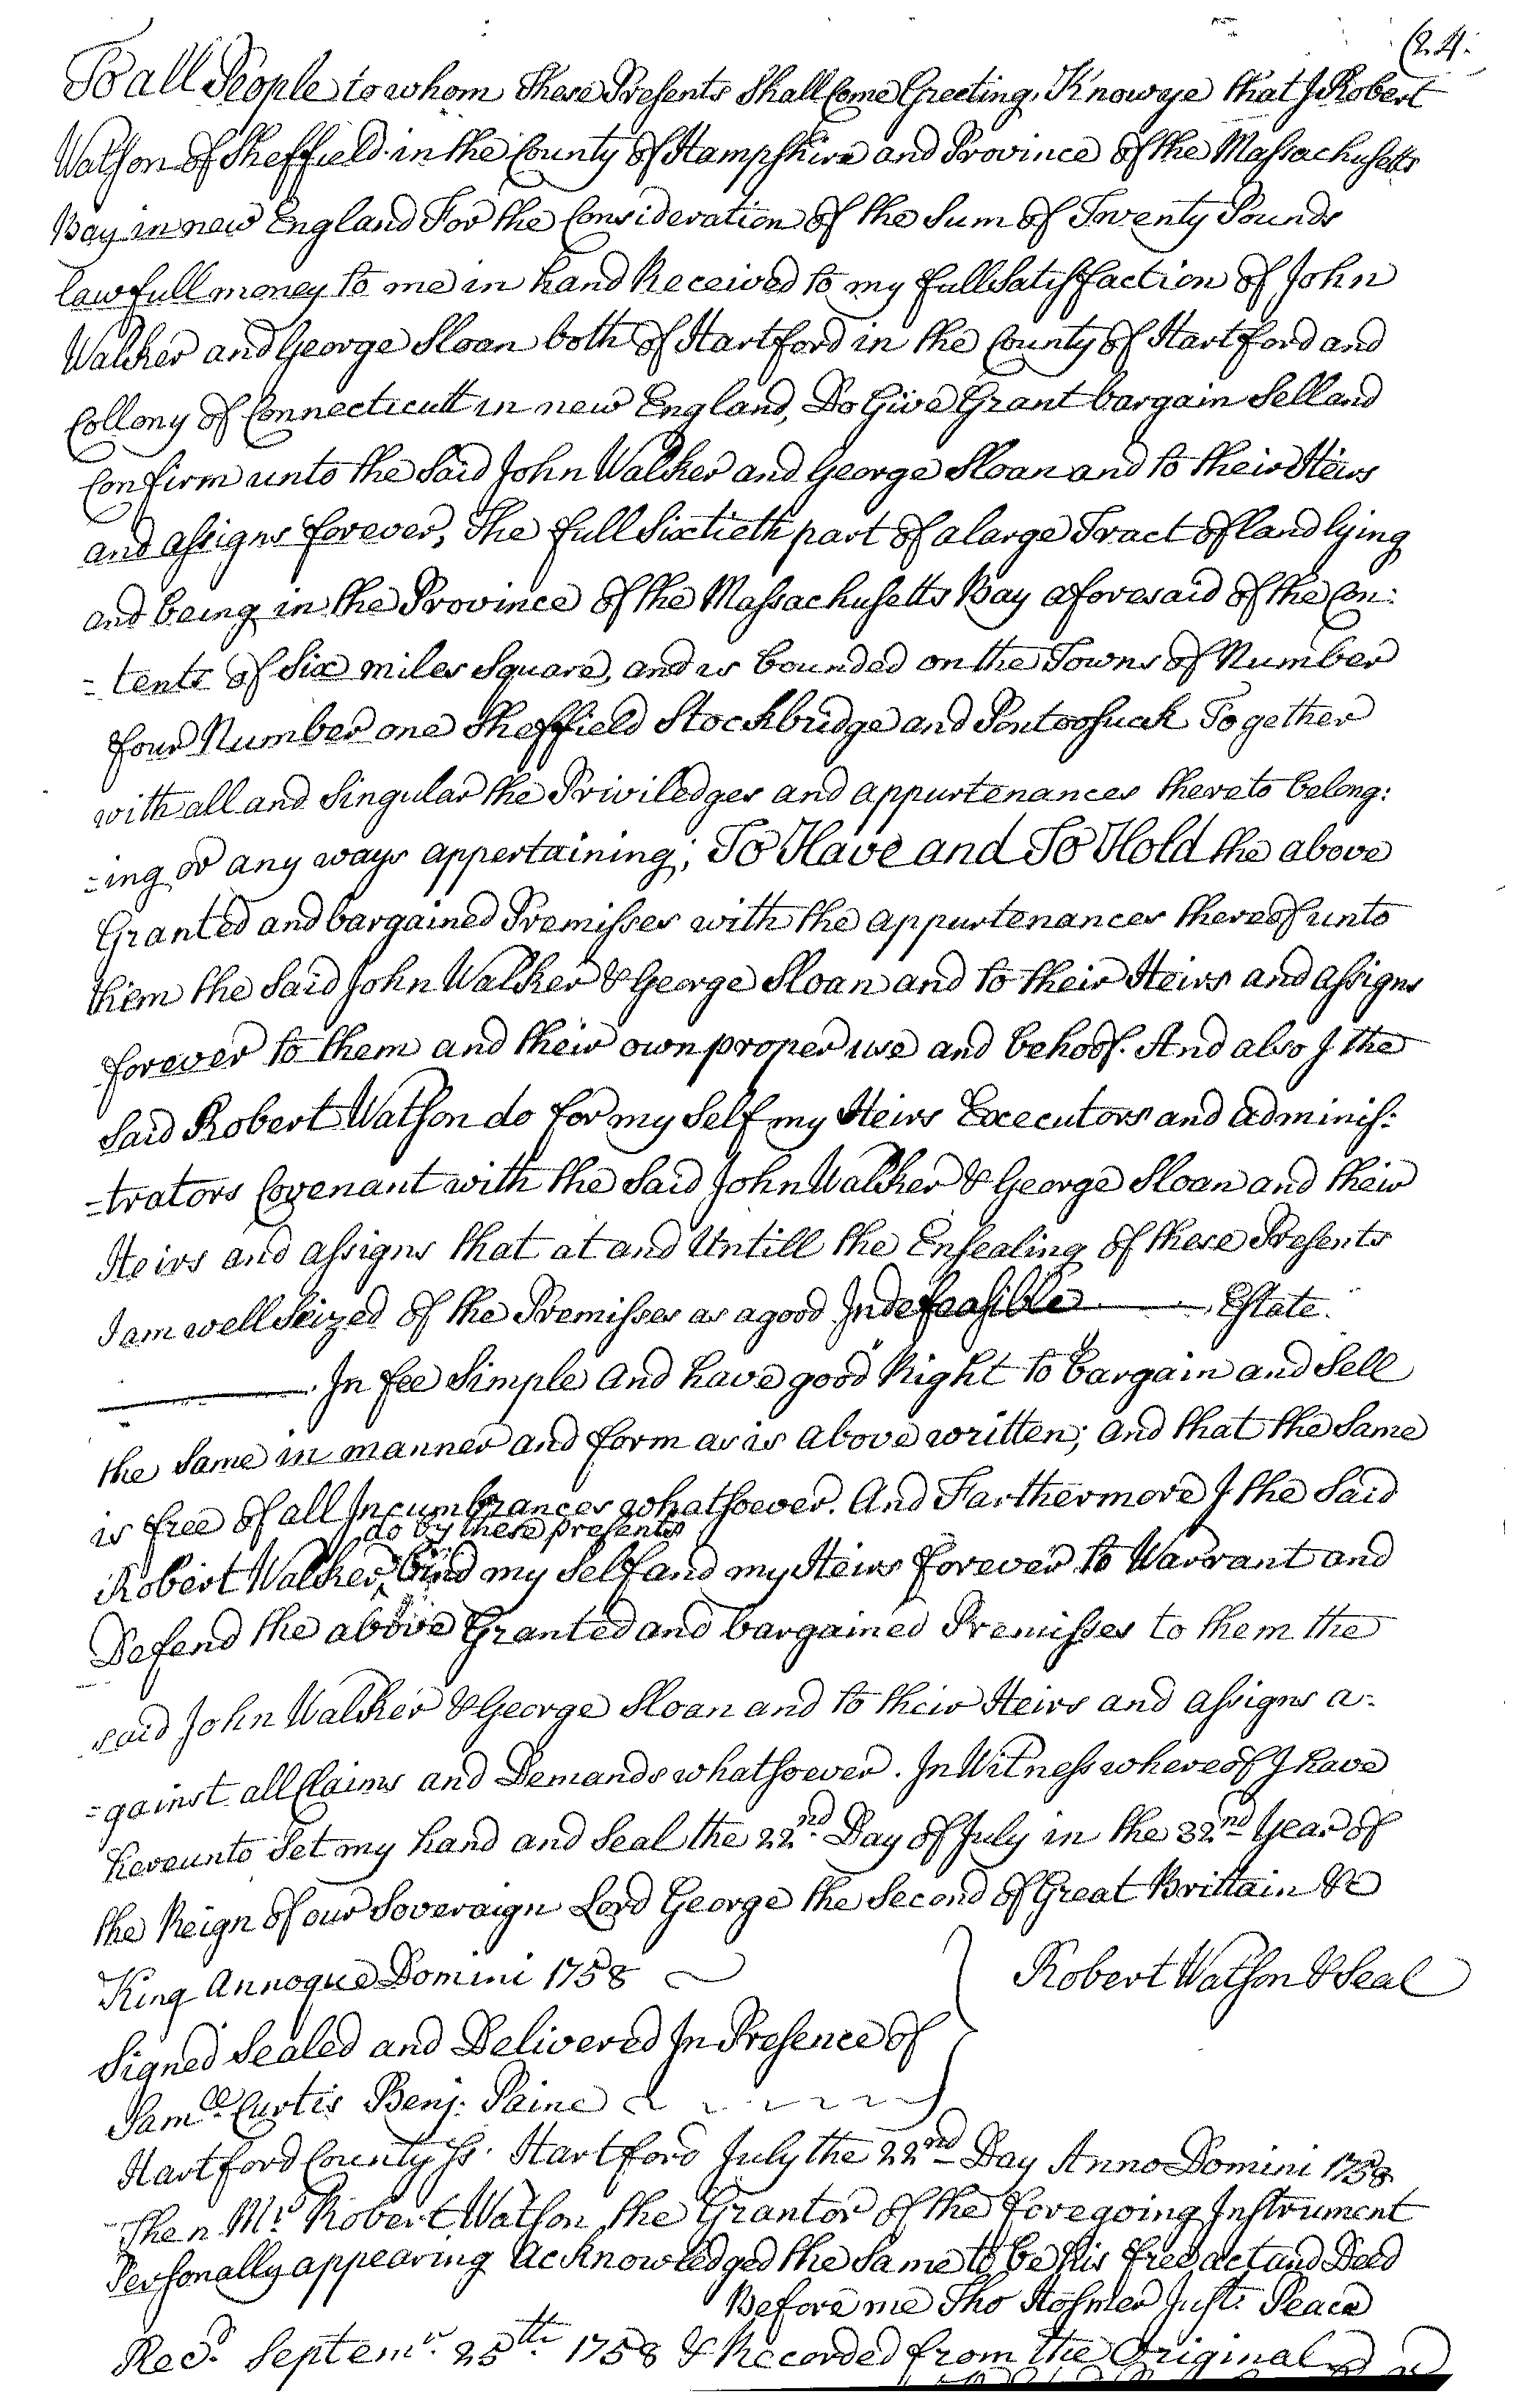 (24.
To all People to whom These Presents Shall Come Greeting, Know ye that I Robert
Watson of Sheffield in the County of Hampshire and Province of the Massachusetts
Bay in new England For the Consideration of the Sum of Twenty Pounds
lawfull money to me in hand Received to my full Satisfaction of John
Walker and George Sloan both of Hartford in the County of Hartford and
Collony of Connecticutt in new England, Do Give Grant bargain Sell and
Confirm unto the Said John Walker and George Sloan and to their Heirs
and assigns forever, The full Sixtieth part of a large Tract of land lying
and being in the Province of the Massachusetts Bay aforesaid of the Con:
=tents of Six miles Square, and is bounded on the Towns of Number
four Number one Sheffield Stockbridge and Pontoosuck Together
with all and Singular the Priviledges and appurtenances thereto belong:
=ing or any ways appertaining; To Have and To Hold the above
Granted and bargained Premisses with the appurtenances thereof unto
them the Said John Walker & George Sloan and to their Heirs and assigns
forever to them and their own proper use and behoof. And also I the
Said Robert Watson do for my Self my Heirs Executors and adminis:
=trators Covenant with the Said John Walker & George Sloan and their
Heirs and assigns that at and Untill the Ensealing of these Presents
I am well Seized of the Premisses as a good Indefeasible Estate.
In fee Simple and have good Right to bargain and Sell
the Same in manner and form as is above written; and that the Same
is free of all Incumbrances whatsoever. And Farthermore I the Said
do by these presents
Robert Walker, bind my Self and my Heirs forever to Warrant and
Defend the above Granted and bargained Premisses to them the
said John Walker & George Sloan and to their Heirs and assigns a=
=gainst all Claims and Demands whatsoever. In Witness whereof I have
hereunto Set my hand and Seal the 22nd Day of July in the 32nd Year of
the Reign of our Soveraign Lord George the Second of Great Brittain &c
King Annoque Domini 1758
Robert Watson & Seal
Signed Sealed and Delivered In Presence of
Samll Curtis Benj: Paine
Hartford County Ss. Hartford July the 22nd Day Anno Domini 1758
Then Mr Robert Watson the Grantor of the foregoing Instrument
Personally appearing Acknowledged the Same to be his free act and Deed
Before me Tho Hosmer Just: Peace
Recd. Septemr. 25th. 1758 & Recorded from the Original